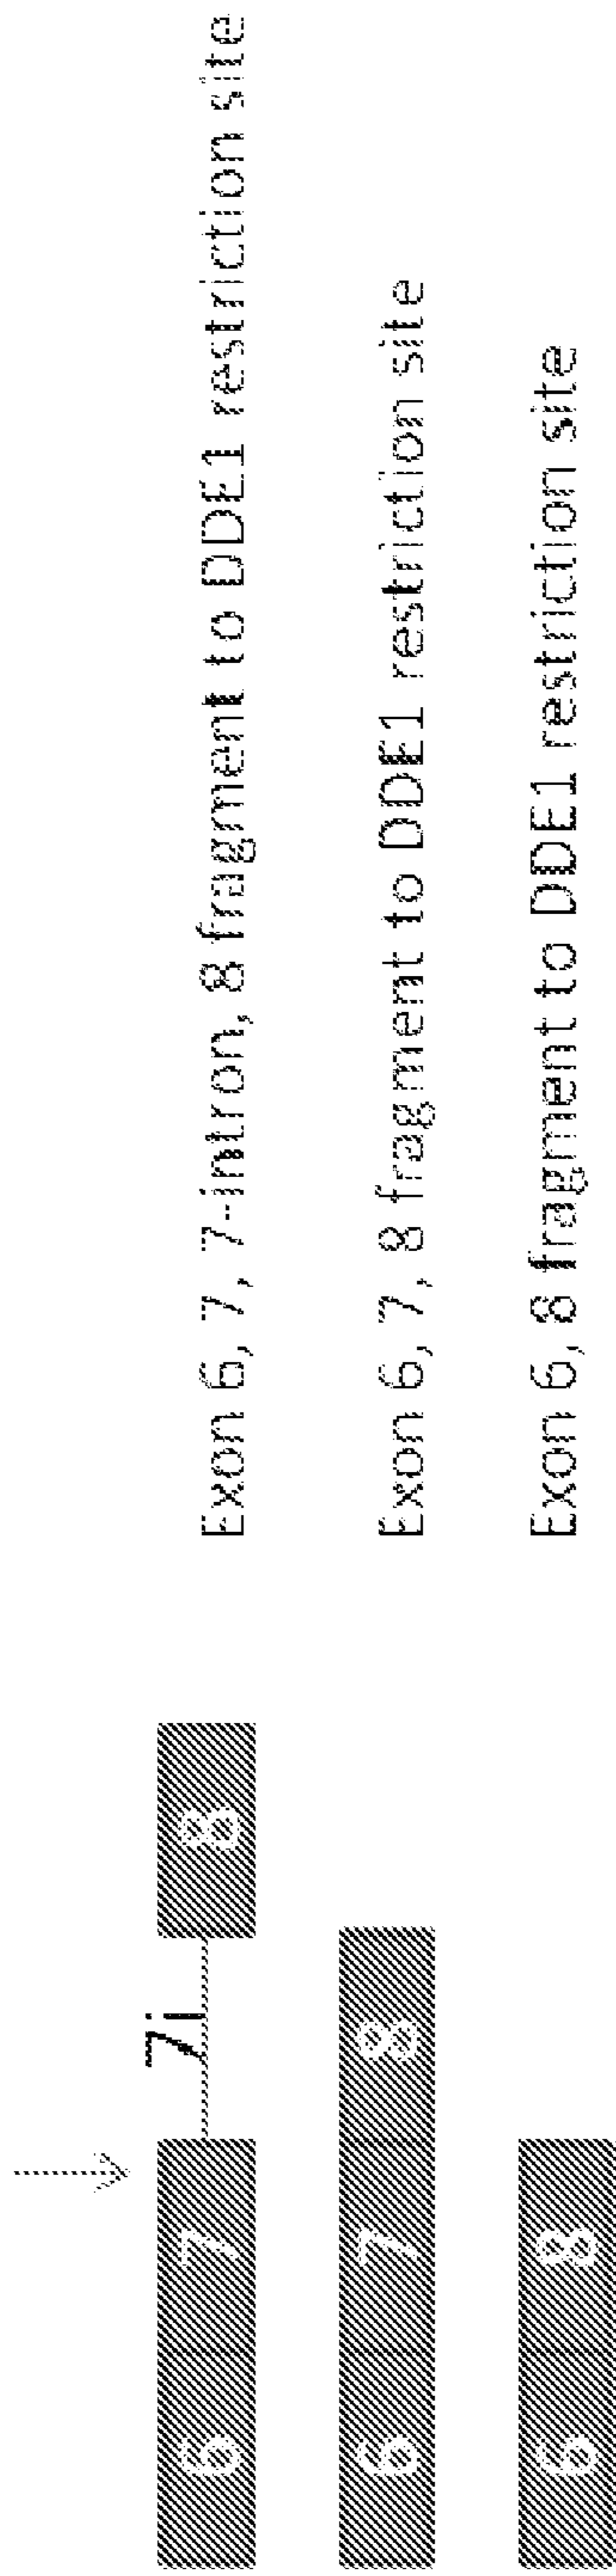 6 7 7i 8 Exon 6, 7, 7-intron, 8 fragment to DDE1 restriction site
6 7 8 Exon 6, 7, 8 fragment to DDE1 restriction site
6 8 Exon 6, 8 fragment to DDE1 restriction site